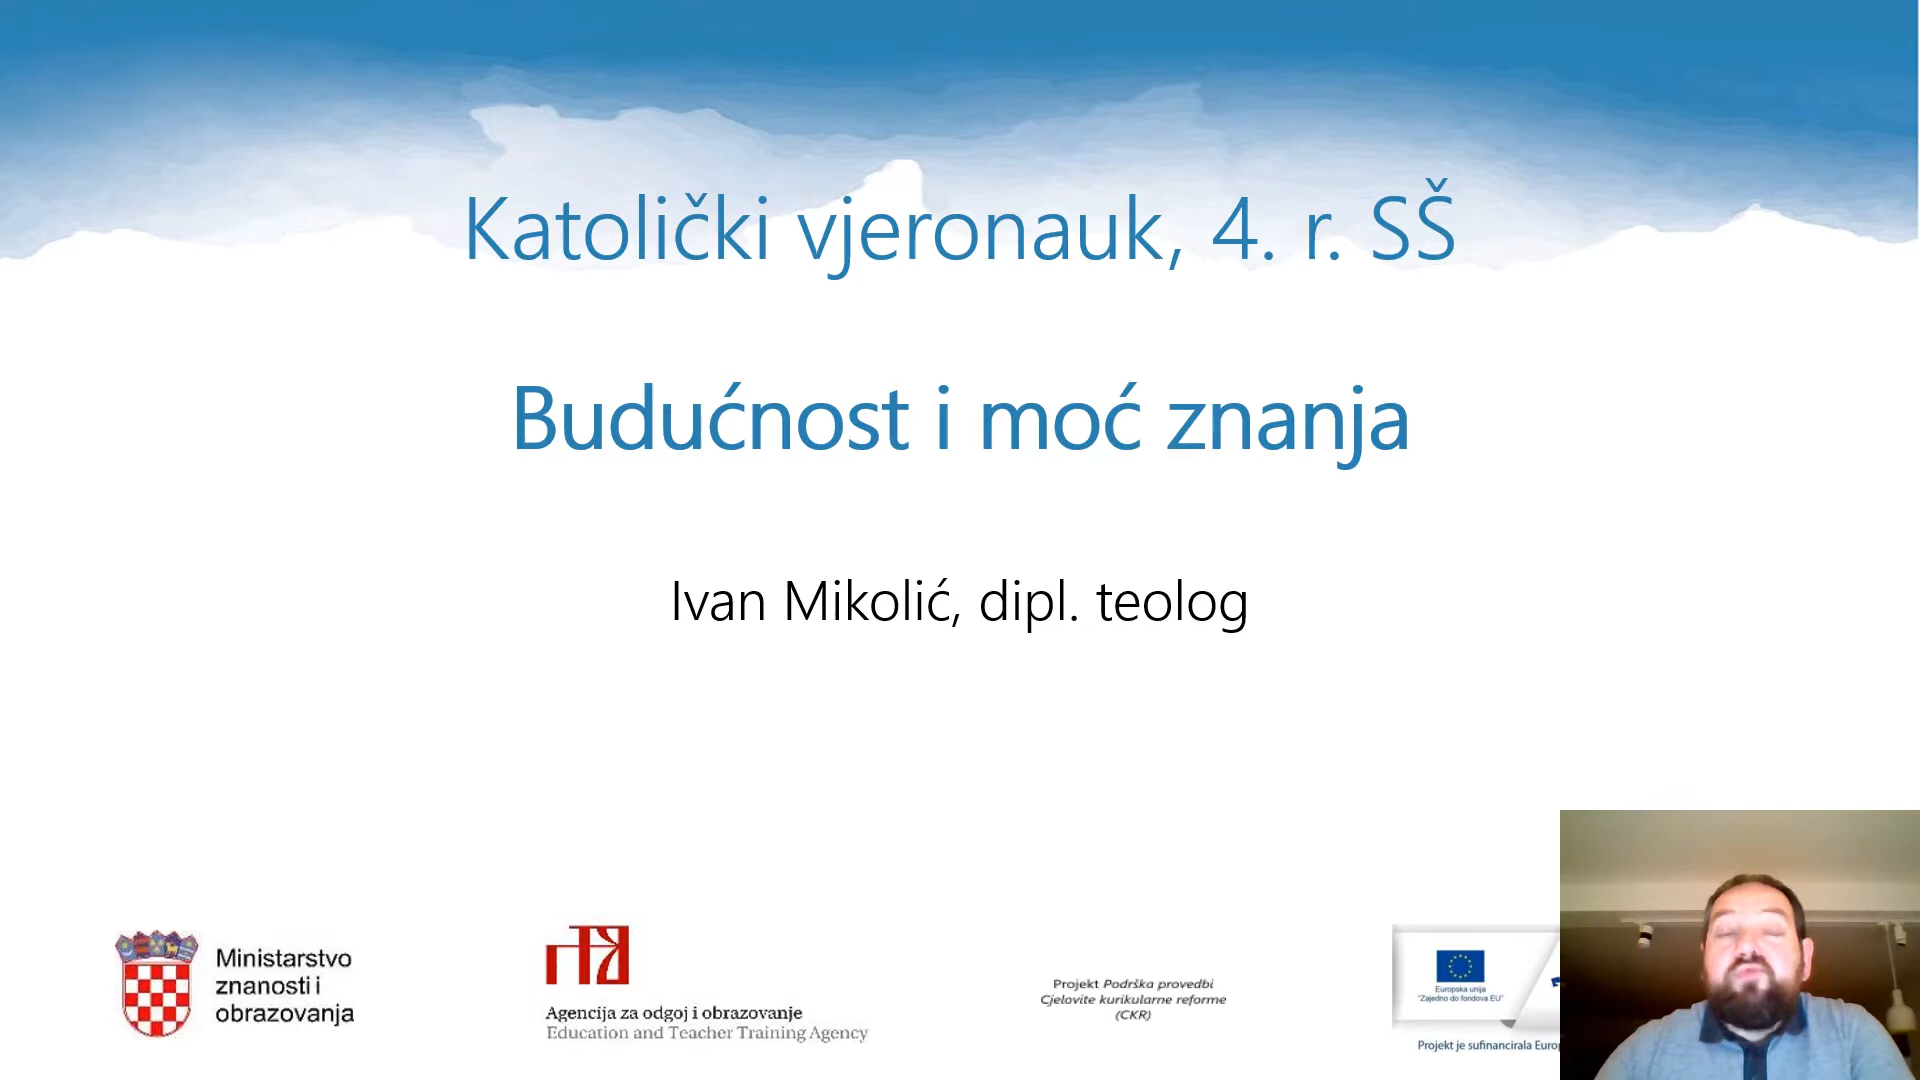 Katolički vjeronauk, 4. r. SŠ
Budućnost i moć znanja
Ivan Mikolić, dipl. teolog
Ministarstvo
znanosti i
obrazovanja
Agencija za odgoj i obrazovanje
Education and Teacher Training Agency
Projekt Podrška provedbi
Cjelovite kurikularne reforme
(CKR)
Europska unija
"Zajedno do fondova EU"
Projekt je sufinancirala